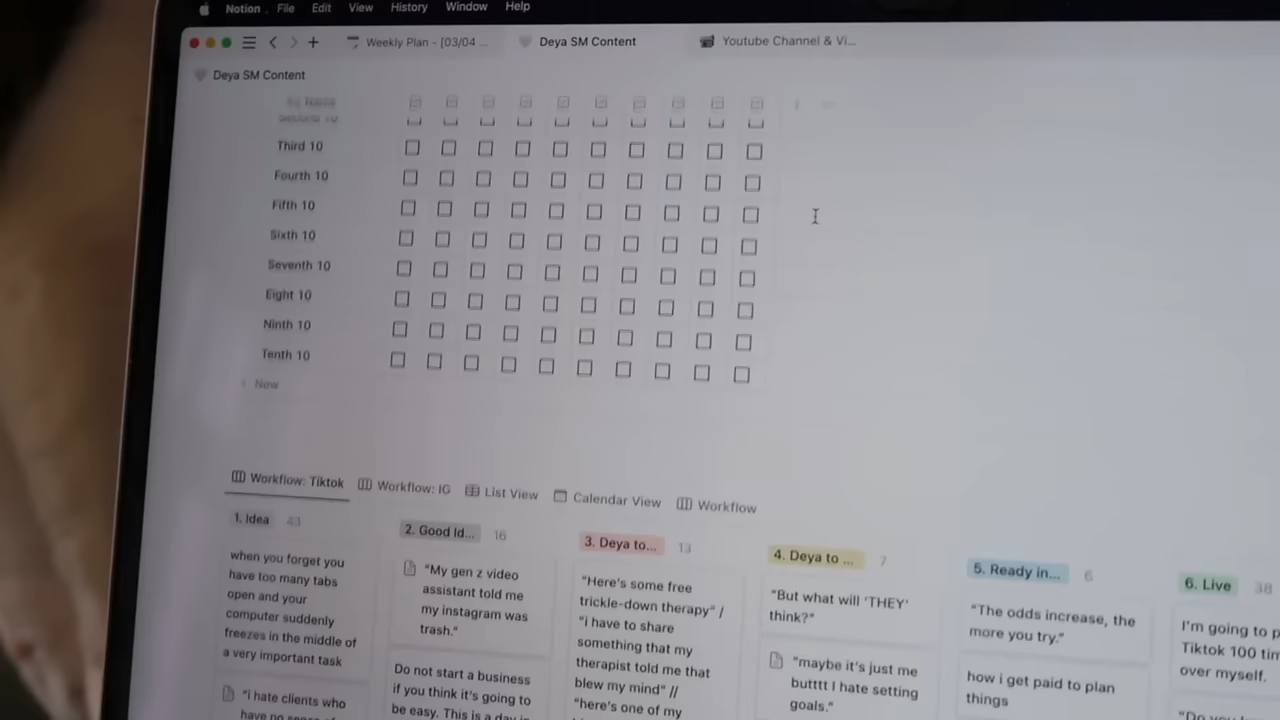 Notion File Edit View History Window Help
Weekly Plan - [03/04 ... Deya SM Content Youtube Channel & Vi...
Deya SM Content
Third 10
Fourth 10
Fifth 10
Sixth 10
Seventh 10
Eight 10
Ninth 10
Tenth 10
New
Workflow: Tiktok Workflow: IG List View Calendar View Workflow
1. Idea 43
when you forget you
have too many tabs
open and your
computer suddenly
freezes in the middle of
a very important task
"i hate clients who
2. Good Id... 16
"My gen z video
assistant told me
my instagram was
trash."
Do not start a business
if you think it's going to
be easy. This is a day in
3. Deya to... 13
"Here's some free
trickle-down therapy" /
"i have to share
something that my
therapist told me that
blew my mind" //
"here's one of my
4. Deya to ... 7
"But what will 'THEY'
think?"
"maybe it's just me
butttt I hate setting
goals."
5. Ready in... 6
"The odds increase, the
more you try."
how i get paid to plan
things
6. Live 38
I'm going to p
Tiktok 100 tim
over myself.